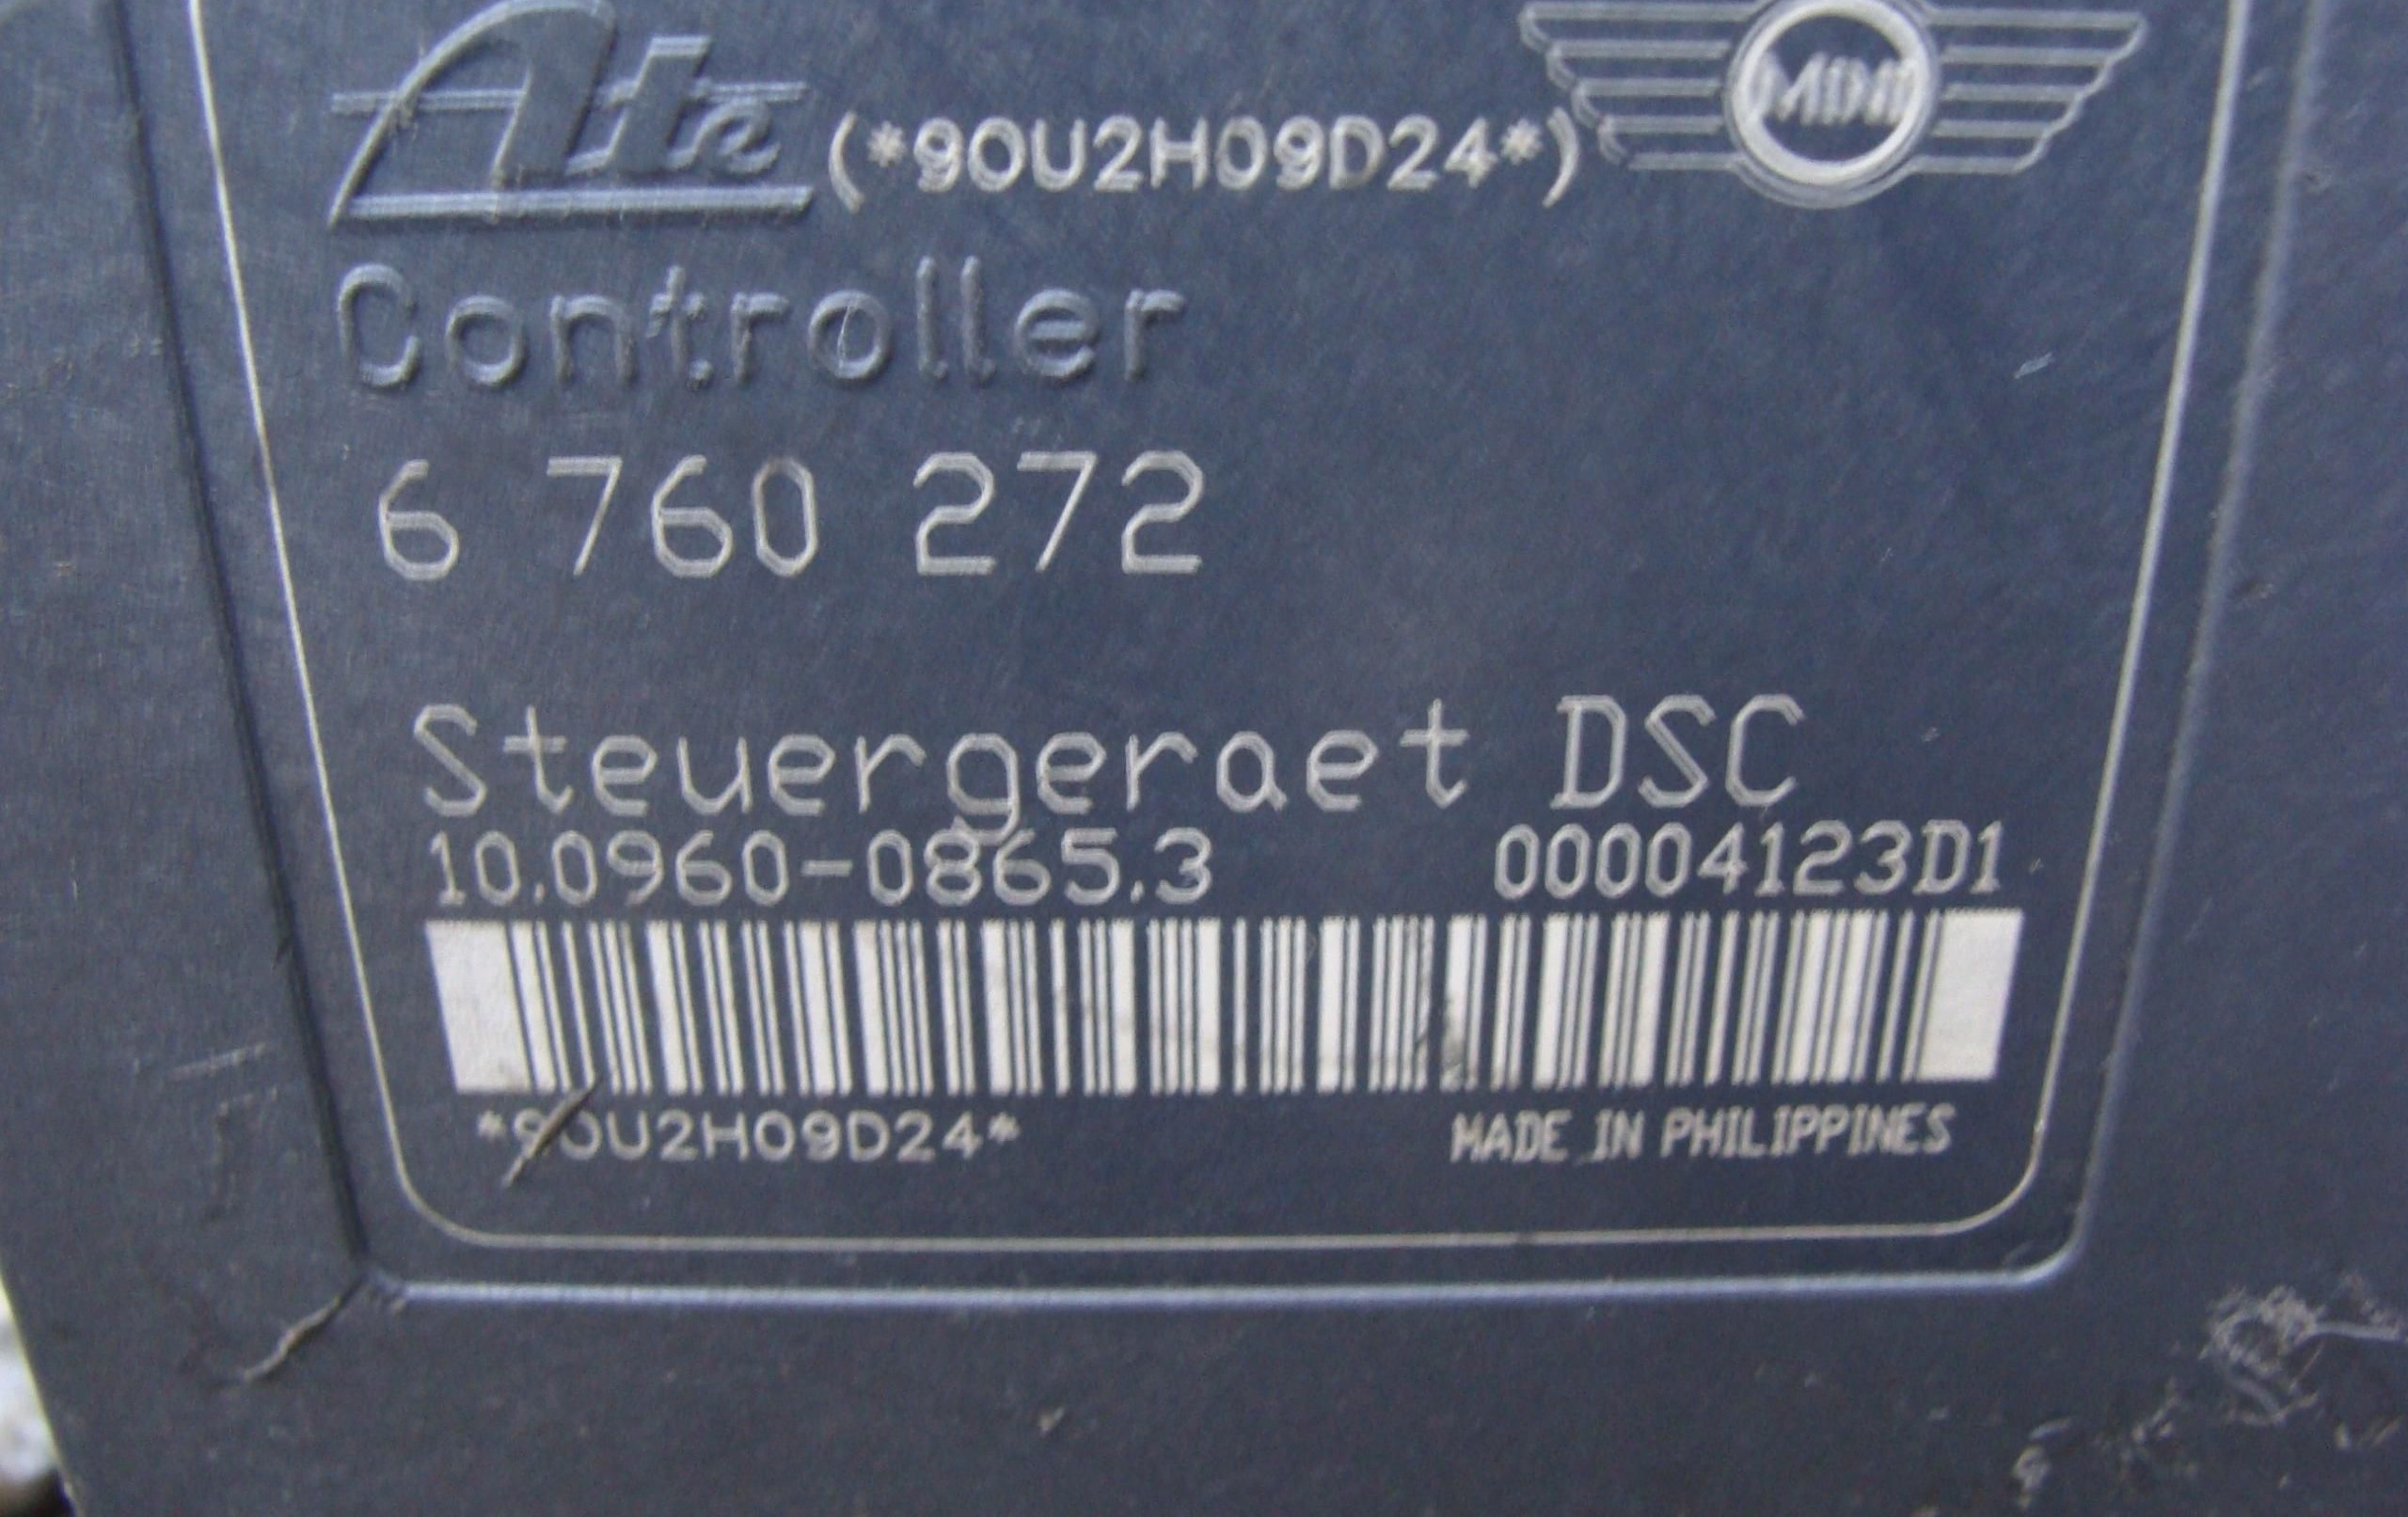 Ate (*90U2H09D24*) MINI
Controller
6 760 272
Steuergeraet DSC
10.0960-0865.3 00004123D1
*90U2H09D24* MADE IN PHILIPPINES